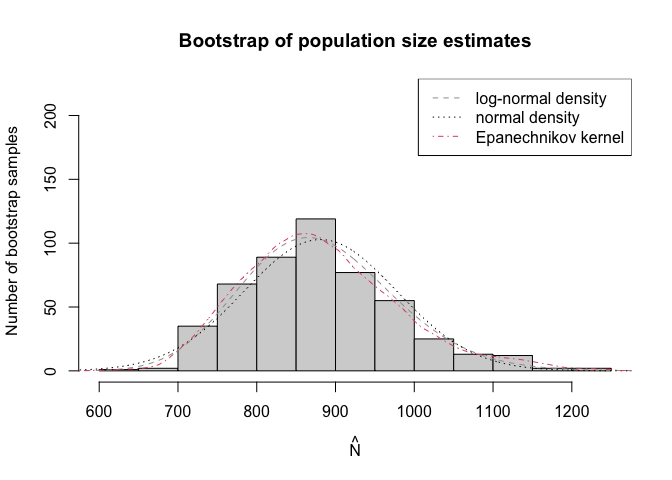 Bootstrap of population size estimates
log-normal density
normal density
Epanechnikov kernel
Number of bootstrap samples
200
150
100
50
0
600 700 800 900 1000 1100 1200
N̂